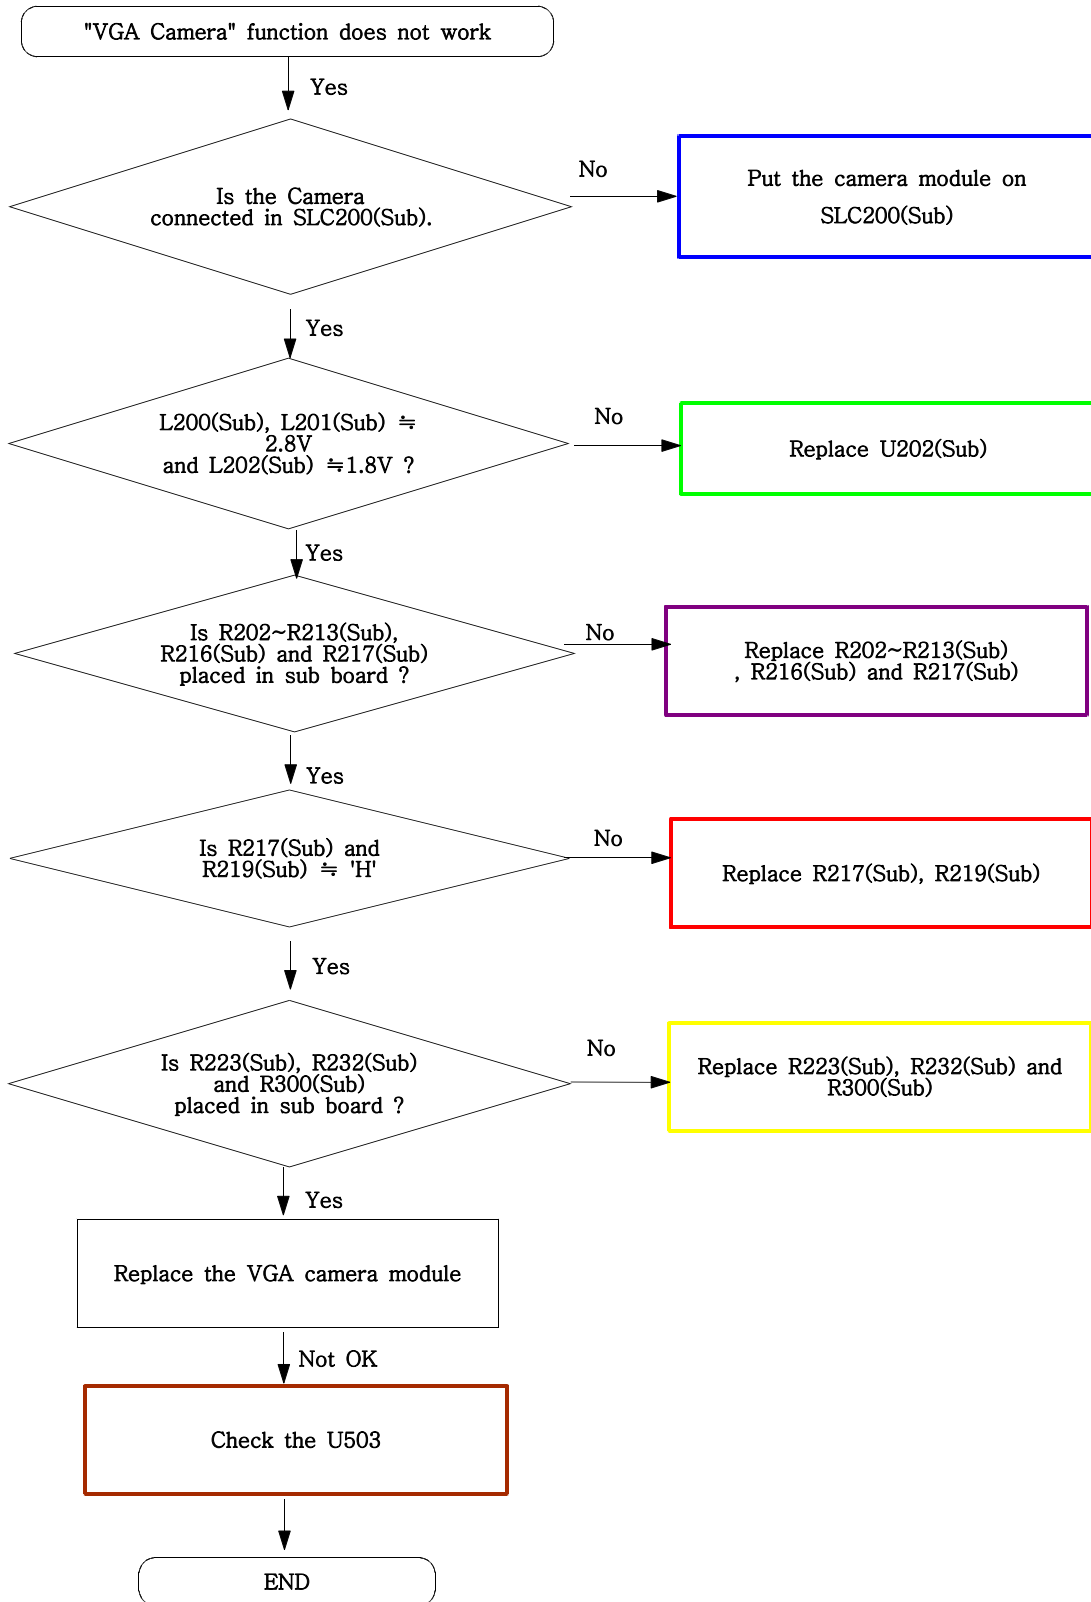 "VGA Camera" function does not work
Yes
Is the Camera
connected in SLC200(Sub).
No
Put the camera module on
SLC200(Sub)
Yes
L200(Sub), L201(Sub) ≒
2.8V
and L202(Sub) ≒1.8V ?
No
Replace U202(Sub)
Yes
Is R202~R213(Sub),
R216(Sub) and R217(Sub)
placed in sub board ?
No
Replace R202~R213(Sub)
, R216(Sub) and R217(Sub)
Yes
Is R217(Sub) and
R219(Sub) ≒ 'H'
No
Replace R217(Sub), R219(Sub)
Yes
Is R223(Sub), R232(Sub)
and R300(Sub)
placed in sub board ?
No
Replace R223(Sub), R232(Sub) and
R300(Sub)
Yes
Replace the VGA camera module
Not OK
Check the U503
END